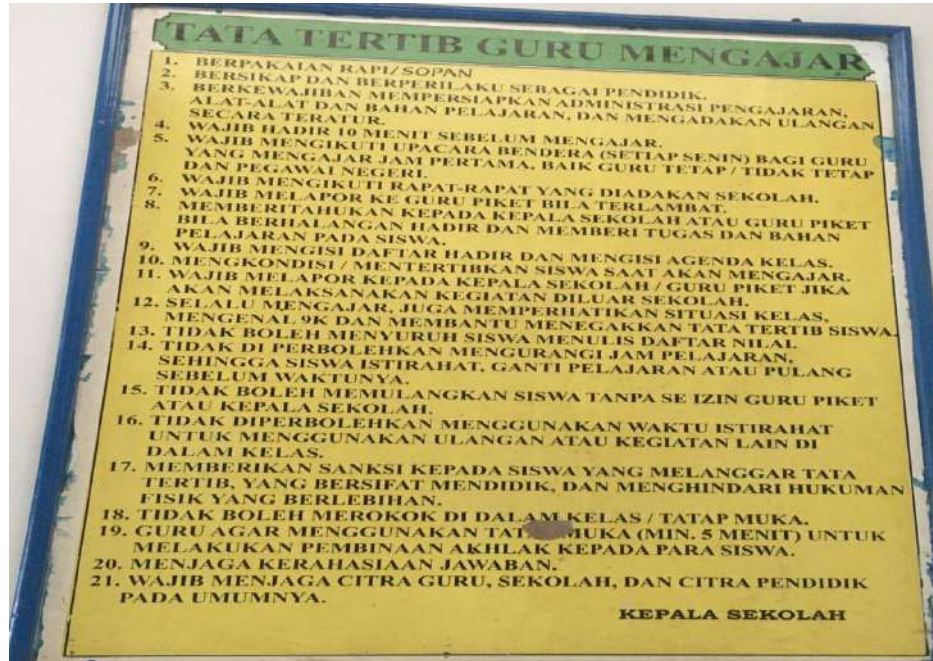 TATA TERTIB GURU MENGAJAR
1. BERPAKAIAN RAPI/SOPAN
2. BERSIKAP DAN BERPERILAKU SEBAGAI PENDIDIK.
3. BERKEWAJIBAN MEMPERSIAPKAN ADMINISTRASI PENGAJARAN,
ALAT-ALAT DAN BAHAN PELAJARAN, DAN MENGADAKAN ULANGAN
SECARA TERATUR.
4. WAJIB HADIR 10 MENIT SEBELUM MENGAJAR.
5. WAJIB MENGIKUTI UPACARA BENDERA (SETIAP SENIN) BAGI GURU
YANG MENGAJAR JAM PERTAMA, BAIK GURU TETAP / TIDAK TETAP
DAN PEGAWAI NEGERI.
6. WAJIB MENGIKUTI RAPAT-RAPAT YANG DIADAKAN SEKOLAH.
7. WAJIB MELAPOR KE GURU PIKET BILA TERLAMBAT.
8. MEMBERITAHUKAN KEPADA KEPALA SEKOLAH ATAU GURU PIKET
BILA BERHALANGAN HADIR DAN MEMBERI TUGAS DAN BAHAN
PELAJARAN PADA SISWA.
9. WAJIB MENGISI DAFTAR HADIR DAN MENGISI AGENDA KELAS.
10. MENGKONDISI / MENTERTIBKAN SISWA SAAT AKAN MENGAJAR.
11. WAJIB MELAPOR KEPADA KEPALA SEKOLAH / GURU PIKET JIKA
AKAN MELAKSANAKAN KEGIATAN DILUAR SEKOLAH.
12. SELALU MENGAJAR, JUGA MEMPERHATIKAN SITUASI KELAS,
MENGENAL 9K DAN MEMBANTU MENEGAKKAN TATA TERTIB SISWA.
13. TIDAK BOLEH MENYURUH SISWA MENULIS DAFTAR NILAI.
14. TIDAK DI PERBOLEHKAN MENGURANGI JAM PELAJARAN,
SEHINGGA SISWA ISTIRAHAT, GANTI PELAJARAN ATAU PULANG
SEBELUM WAKTUNYA.
15. TIDAK BOLEH MEMULANGKAN SISWA TANPA SE IZIN GURU PIKET
ATAU KEPALA SEKOLAH.
16. TIDAK DIPERBOLEHKAN MENGGUNAKAN WAKTU ISTIRAHAT
UNTUK MENGGUNAKAN ULANGAN ATAU KEGIATAN LAIN DI
DALAM KELAS.
17. MEMBERIKAN SANKSI KEPADA SISWA YANG MELANGGAR TATA
TERTIB, YANG BERSIFAT MENDIDIK, DAN MENGHINDARI HUKUMAN
FISIK YANG BERLEBIHAN.
18. TIDAK BOLEH MEROKOK DI DALAM KELAS / TATAP MUKA.
19. GURU AGAR MENGGUNAKAN MUKA (MIN. 5 MENIT) UNTUK
MELAKUKAN PEMBINAAN AKHLAK KEPADA PARA SISWA.
20. MENJAGA KERAHASIAAN JAWABAN.
21. WAJIB MENJAGA CITRA GURU, SEKOLAH, DAN CITRA PENDIDIK
PADA UMUMNYA.
KEPALA SEKOLAH